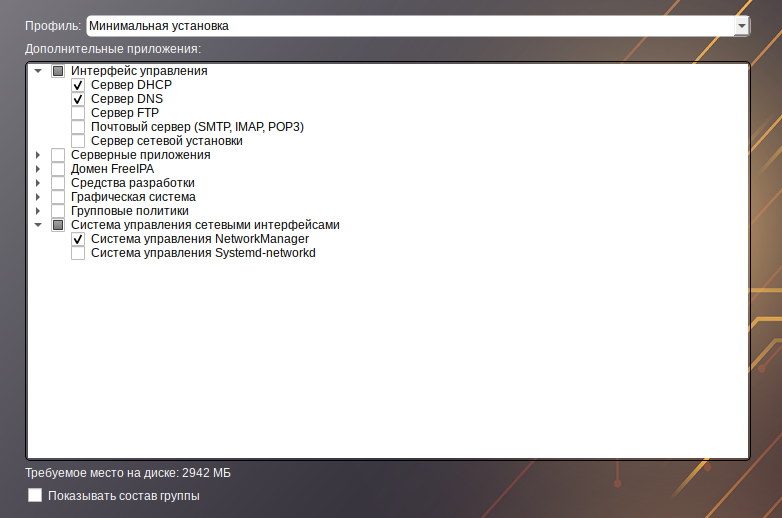 Профиль: Минимальная установка
Дополнительные приложения:
Интерфейс управления
Сервер DHCP
Сервер DNS
Сервер FTP
Почтовый сервер (SMTP, IMAP, POP3)
Сервер сетевой установки
Серверные приложения
Домен FreeIPA
Средства разработки
Графическая система
Групповые политики
Система управления сетевыми интерфейсами
Система управления NetworkManager
Система управления Systemd-networkd
Требуемое место на диске: 2942 МБ
Показывать состав группы